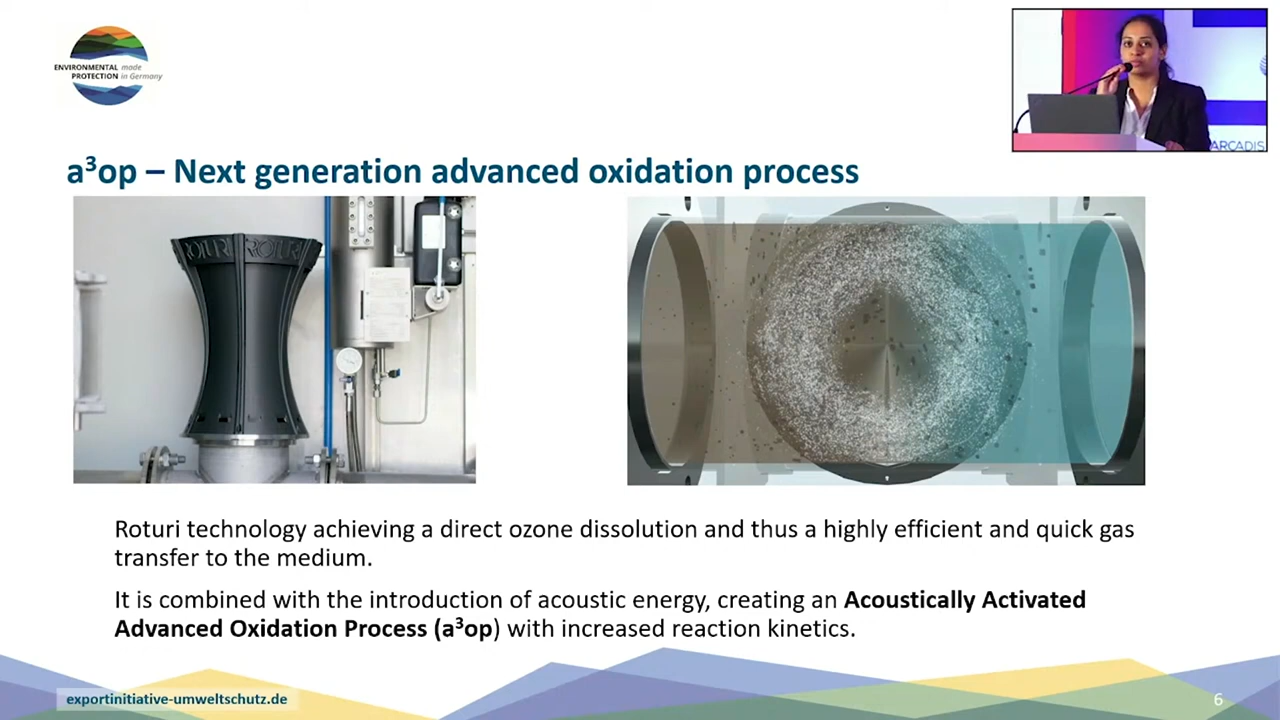 ENVIRONMENTAL made
PROTECTION in Germany
ARCADIS
a³op – Next generation advanced oxidation process
ROTURI ROTURI
Roturi technology achieving a direct ozone dissolution and thus a highly efficient and quick gas
transfer to the medium.
It is combined with the introduction of acoustic energy, creating an Acoustically Activated
Advanced Oxidation Process (a³op) with increased reaction kinetics.
exportinitiative-umweltschutz.de
6